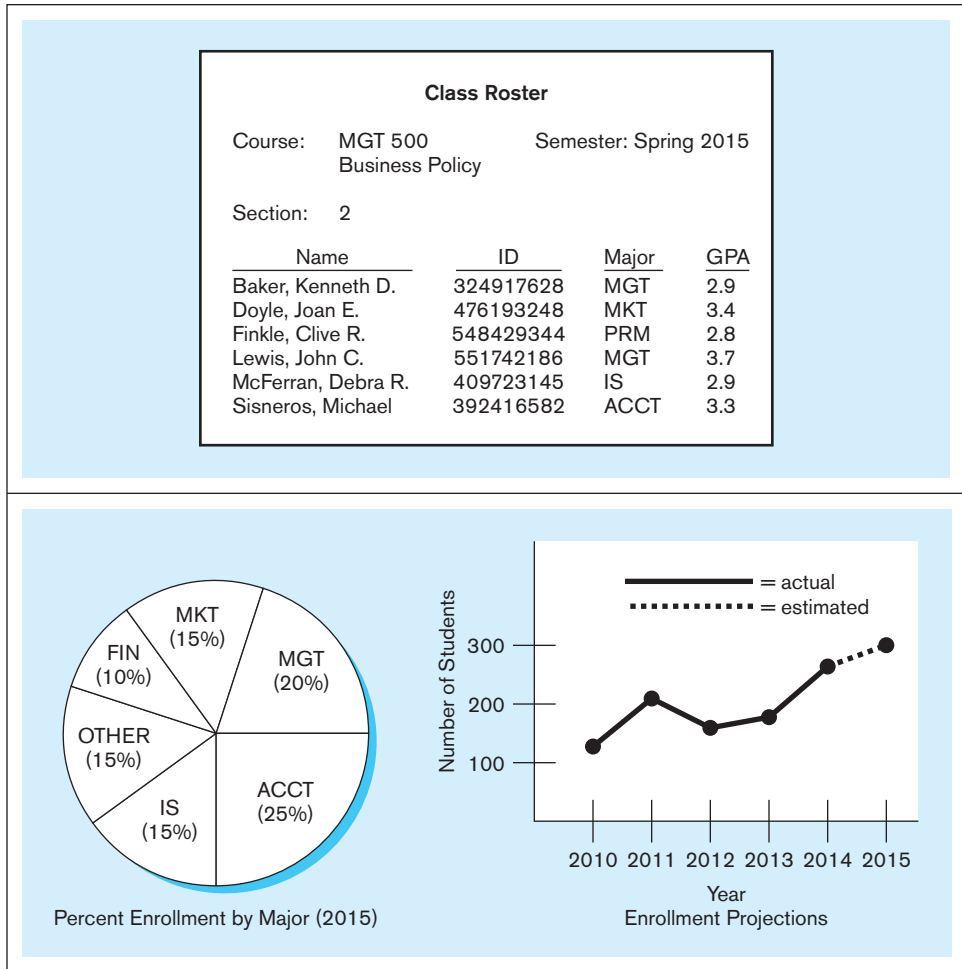 Class Roster
Course: MGT 500 Semester: Spring 2015
Business Policy
Section: 2
Name ID Major GPA
Baker, Kenneth D. 324917628 MGT 2.9
Doyle, Joan E. 476193248 MKT 3.4
Finkle, Clive R. 548429344 PRM 2.8
Lewis, John C. 551742186 MGT 3.7
McFerran, Debra R. 409723145 IS 2.9
Sisneros, Michael 392416582 ACCT 3.3
MKT
(15%)
FIN
(10%)
MGT
(20%)
OTHER
(15%)
IS
(15%)
ACCT
(25%)
Percent Enrollment by Major (2015)
= actual
= estimated
Number of Students
300
200
100
2010 2011 2012 2013 2014 2015
Year
Enrollment Projections